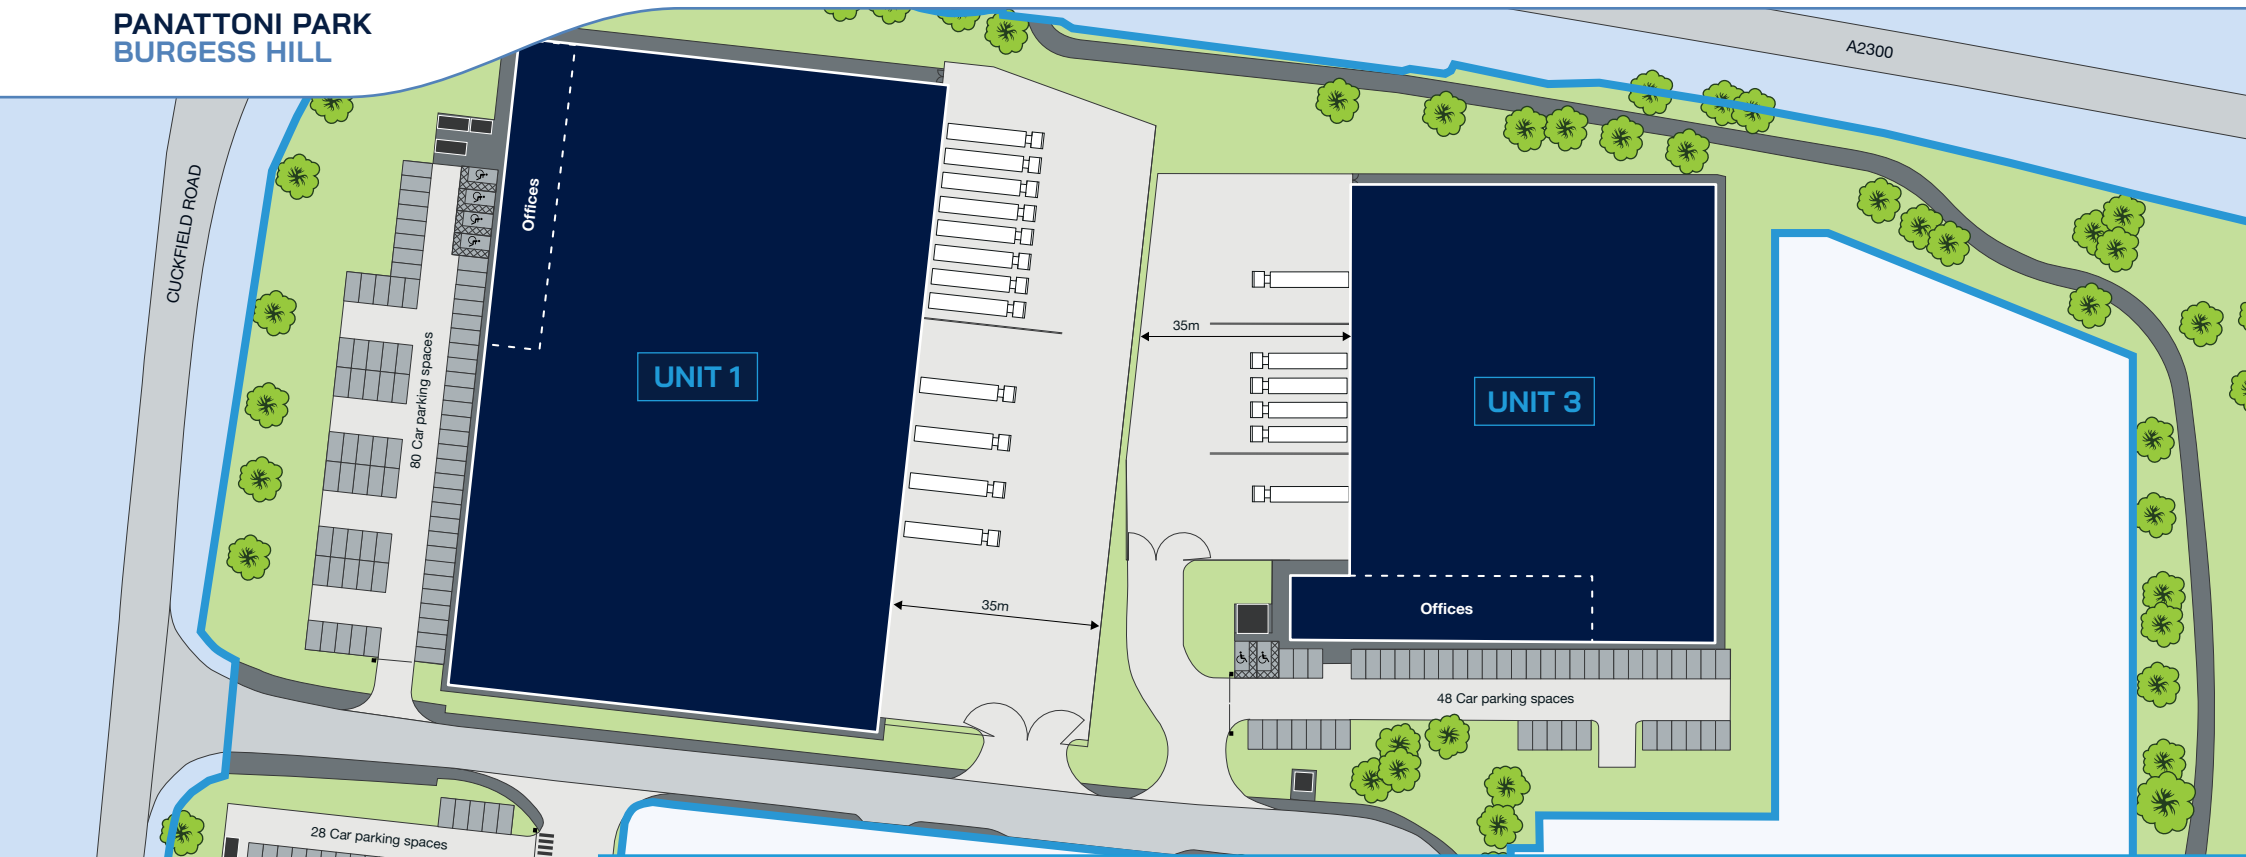 PANATTONI PARK
BURGESS HILL
A2300
CUCKFIELD ROAD
Offices
UNIT 1
80 Car parking spaces
35m
35m
UNIT 3
Offices
48 Car parking spaces
28 Car parking spaces